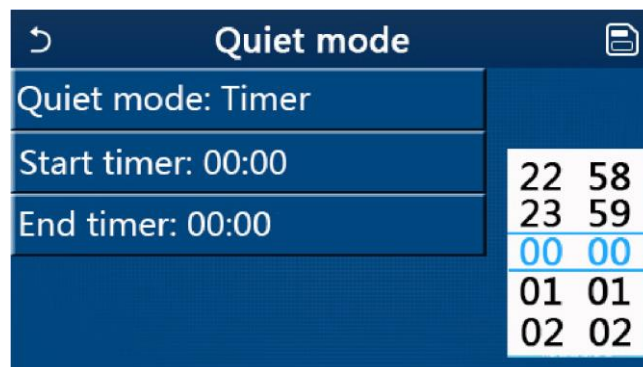 Quiet mode
Quiet mode: Timer
Start timer: 00:00
End timer: 00:00
22 58
23 59
00 00
01 01
02 02